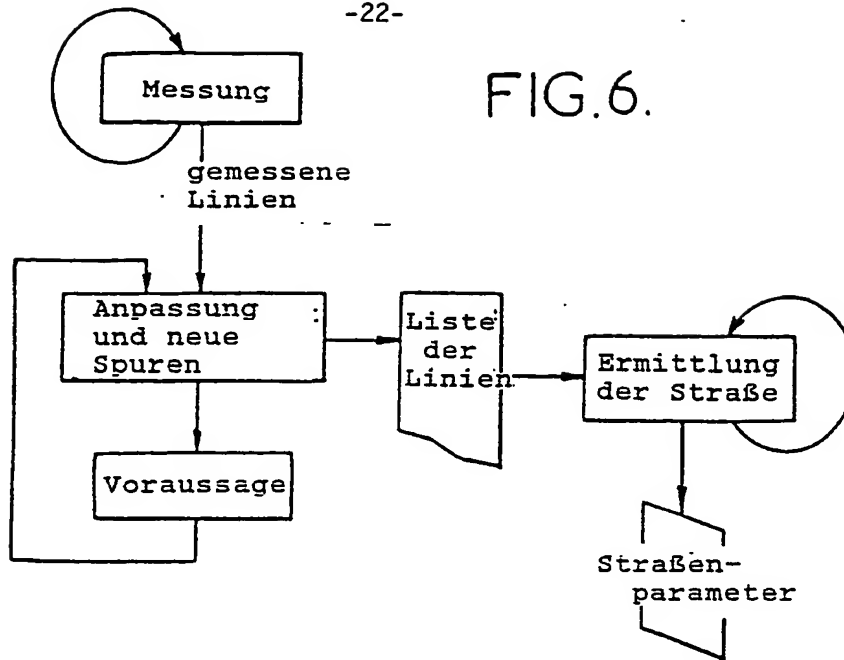 -22-
FIG.6.
Messung
gemessene
Linien
Anpassung
und neue
Spuren
Voraussage
Liste
der
Linien
Ermittlung
der Straße
Straßen-
parameter